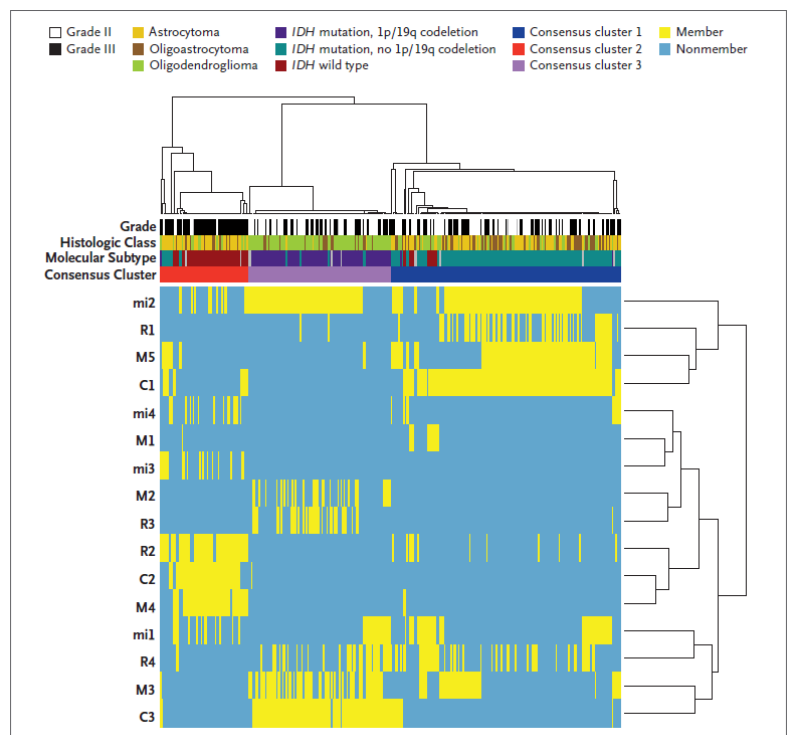 Grade II
Grade III
Astrocytoma
Oligoastrocytoma
Oligodendroglioma
IDH mutation, 1p/19q codeletion
IDH mutation, no 1p/19q codeletion
IDH wild type
Consensus cluster 1
Consensus cluster 2
Consensus cluster 3
Member
Nonmember
Grade
Histologic Class
Molecular Subtype
Consensus Cluster
mi2
R1
M5
C1
mi4
M1
mi3
M2
R3
R2
C2
M4
mi1
R4
M3
C3